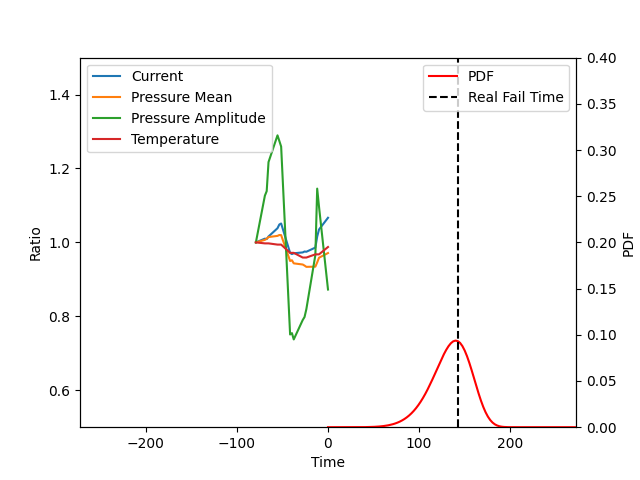 Current
Pressure Mean
Pressure Amplitude
Temperature
PDF
Real Fail Time
1.4
1.2
1.0
0.8
0.6
Ratio
0.40
0.35
0.30
0.25
0.20
0.15
0.10
0.05
0.00
PDF
−200
−100
0
100
200
Time